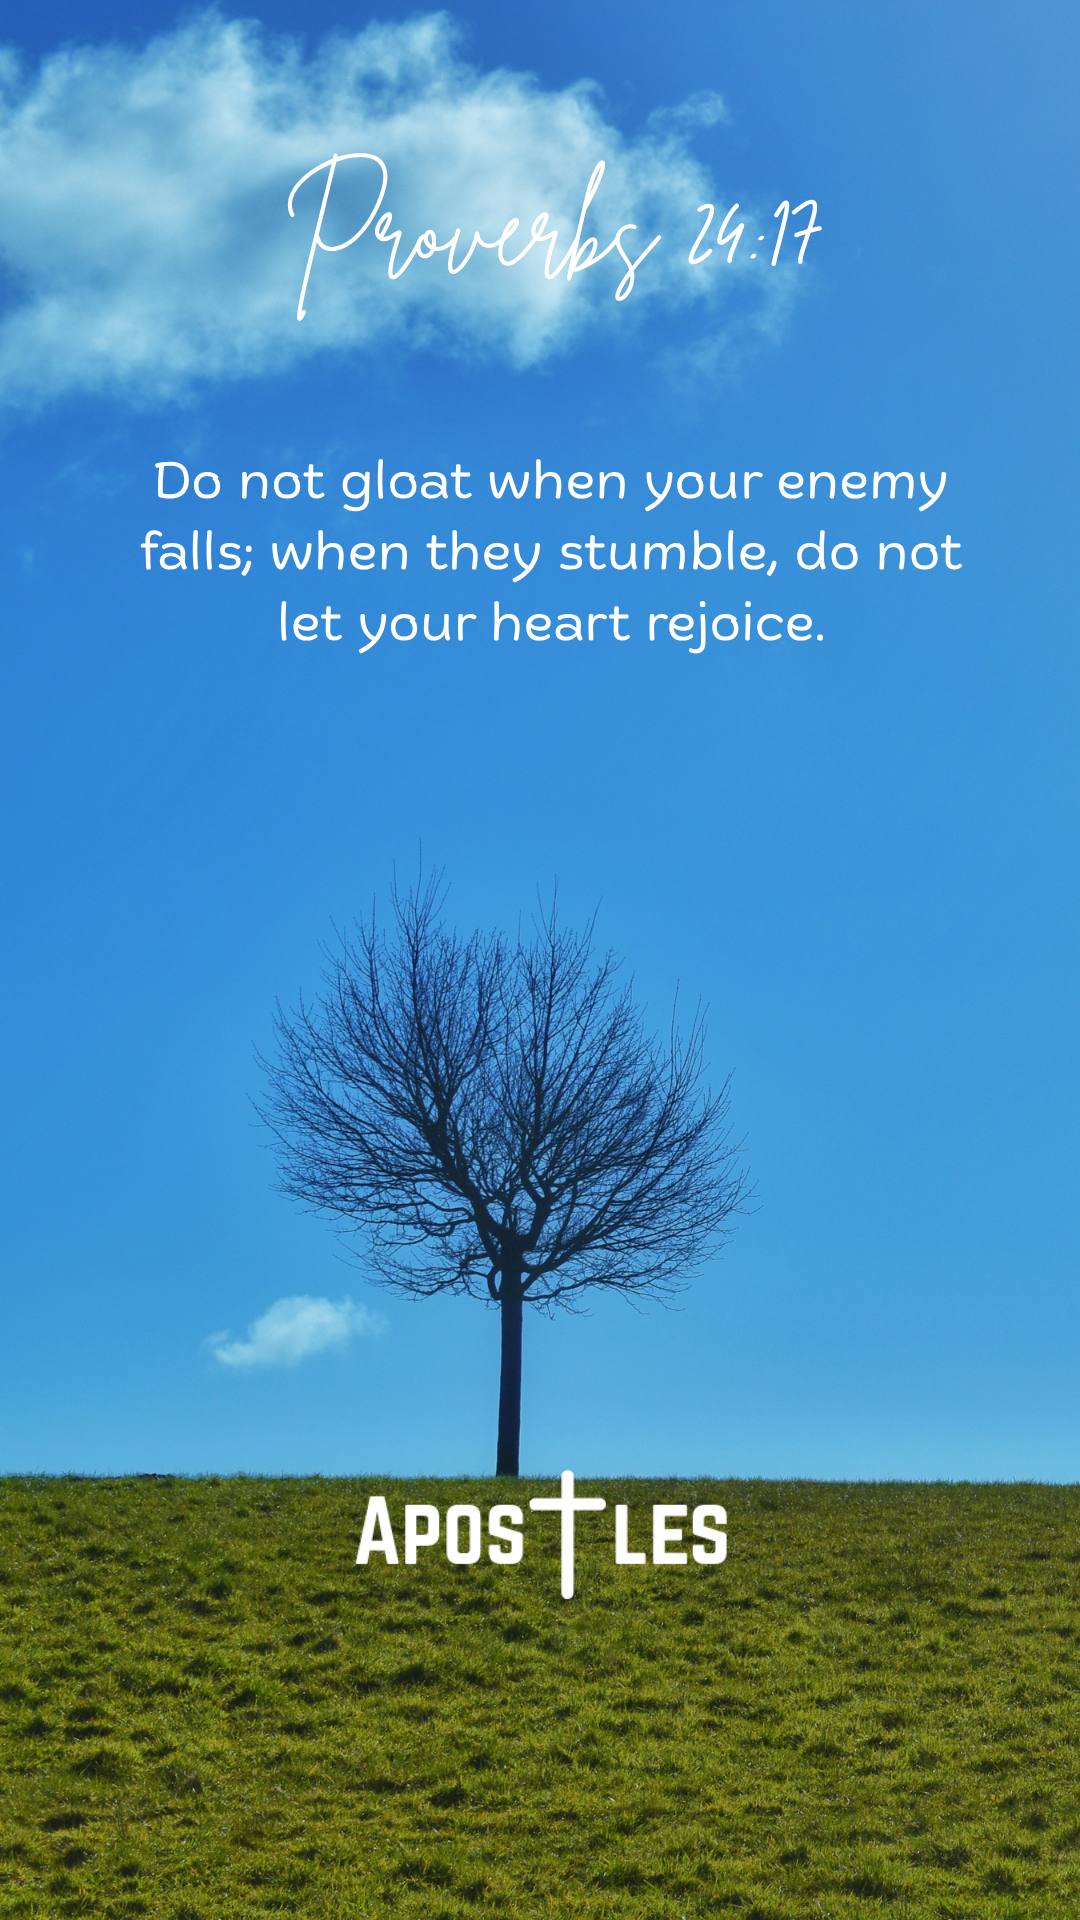 Proverbs 24:17
Do not gloat when your enemy
falls; when they stumble, do not
let your heart rejoice.
APOSTLES